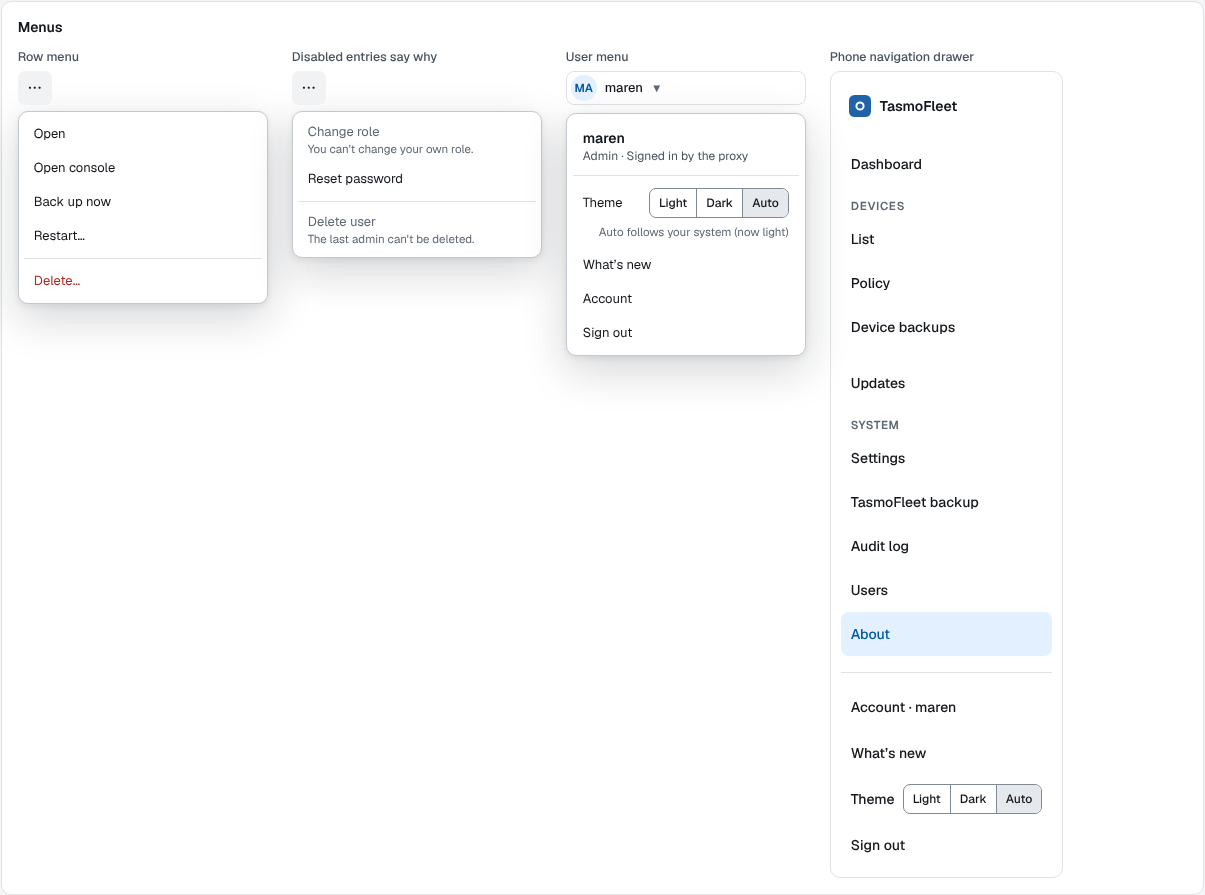 Menus
Row menu
...
Open
Open console
Back up now
Restart…
Delete…
Disabled entries say why
...
Change role
You can't change your own role.
Reset password
Delete user
The last admin can't be deleted.
User menu
MA maren ▾
maren
Admin · Signed in by the proxy
Theme Light Dark Auto
Auto follows your system (now light)
What’s new
Account
Sign out
Phone navigation drawer
TasmoFleet
Dashboard
DEVICES
List
Policy
Device backups
Updates
SYSTEM
Settings
TasmoFleet backup
Audit log
Users
About
Account · maren
What’s new
Theme Light Dark Auto
Sign out